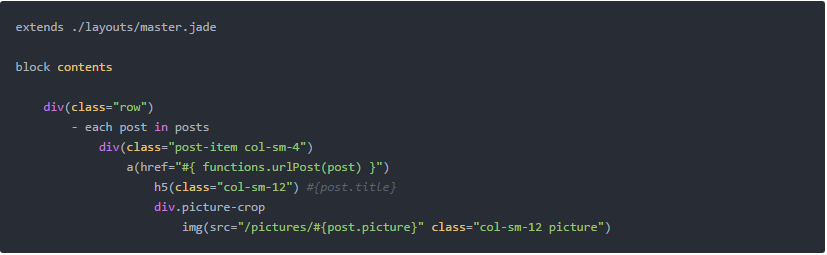 extends ./layouts/master.jade
block contents
div(class="row")
- each post in posts
div(class="post-item col-sm-4")
a(href="#{ functions.urlPost(post) }")
h5(class="col-sm-12") #{post.title}
div.picture-crop
img(src="/pictures/#{post.picture}" class="col-sm-12 picture")